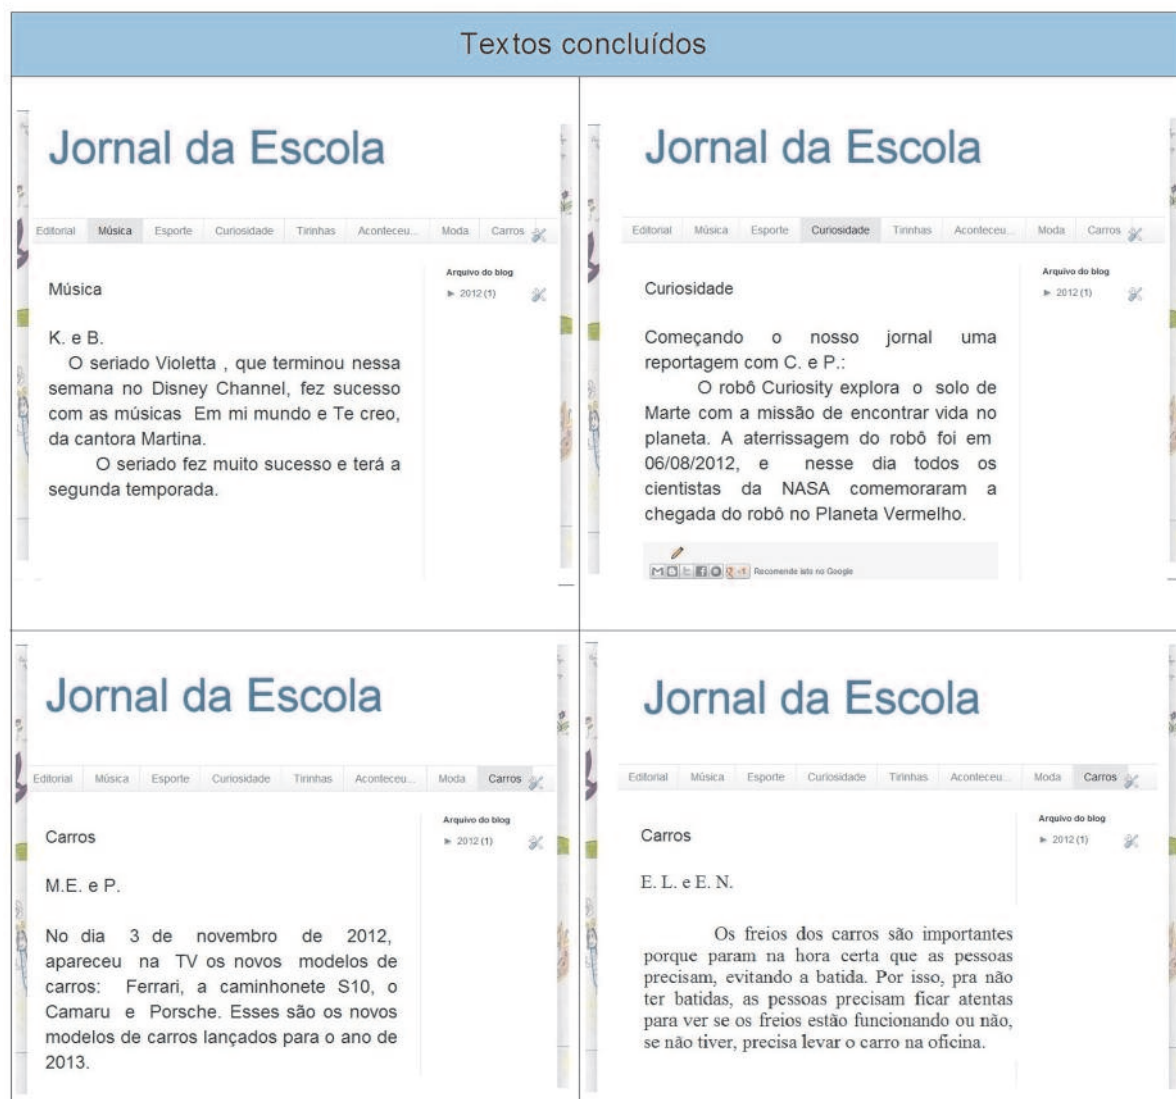 Textos concluídos
Jornal da Escola
Editorial Música Esporte Curiosidade Tirinhas Aconteceu... Moda Carros
Arquivo do blog
► 2012 (1)
Música
K. e B.
O seriado Violetta , que terminou nessa
semana no Disney Channel, fez sucesso
com as músicas Em mi mundo e Te creo,
da cantora Martina.
O seriado fez muito sucesso e terá a
segunda temporada.
Jornal da Escola
Editorial Música Esporte Curiosidade Tirinhas Aconteceu... Moda Carros
Arquivo do blog
► 2012 (1)
Curiosidade
Começando o nosso jornal uma
reportagem com C. e P.:
O robô Curiosity explora o solo de
Marte com a missão de encontrar vida no
planeta. A aterrissagem do robô foi em
06/08/2012, e nesse dia todos os
cientistas da NASA comemoraram a
chegada do robô no Planeta Vermelho.
+1 Recomende isto no Google
Jornal da Escola
Editorial Música Esporte Curiosidade Tirinhas Aconteceu... Moda Carros
Arquivo do blog
► 2012 (1)
Carros
M.E. e P.
No dia 3 de novembro de 2012,
apareceu na TV os novos modelos de
carros: Ferrari, a caminhonete S10, o
Camaru e Porsche. Esses são os novos
modelos de carros lançados para o ano de
2013.
Jornal da Escola
Editorial Música Esporte Curiosidade Tirinhas Aconteceu... Moda Carros
Arquivo do blog
► 2012 (1)
Carros
E. L. e E. N.
Os freios dos carros são importantes
porque param na hora certa que as pessoas
precisam, evitando a batida. Por isso, pra não
ter batidas, as pessoas precisam ficar atentas
para ver se os freios estão funcionando ou não,
se não tiver, precisa levar o carro na oficina.